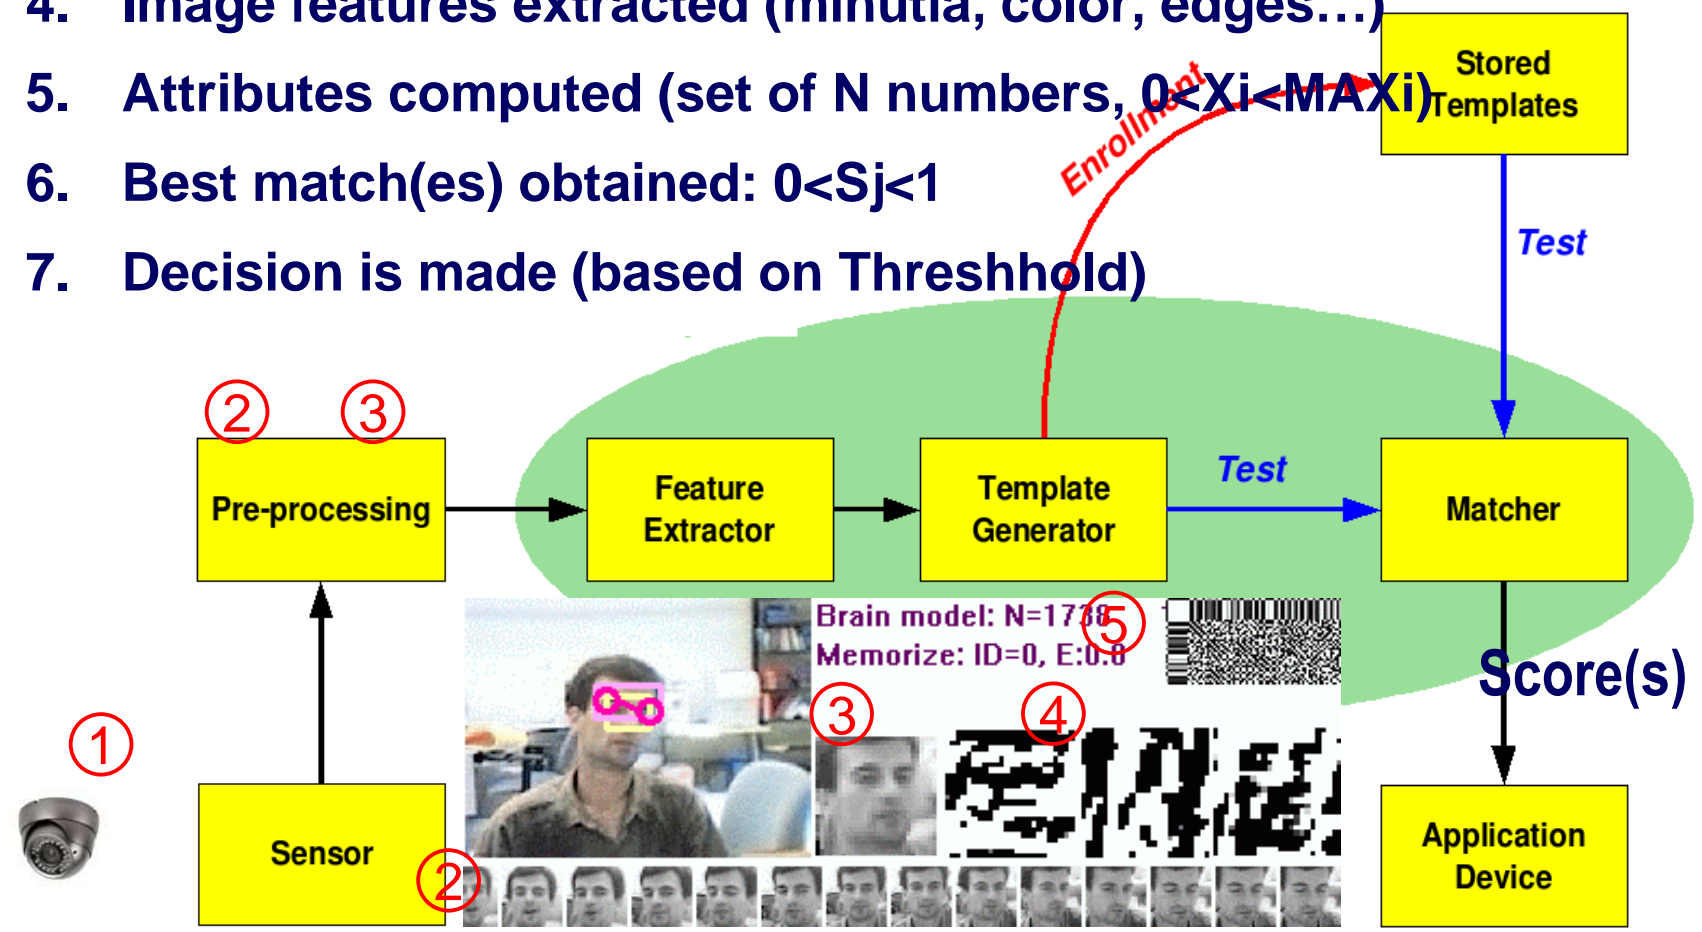 4. Image features extracted (minutia, color, edges…)
5. Attributes computed (set of N numbers, 0<Xi<MAXi)
6. Best match(es) obtained: 0<Sj<1
7. Decision is made (based on Threshhold)
Stored
Templates
Enrollment
Test
② ③
Pre-processing
Feature
Extractor
Template
Generator
Test
Matcher
Brain model: N=1738
Memorize: ID=0, E:0.8
⑤
Score(s)
③ ④
①
Sensor
②
Application
Device